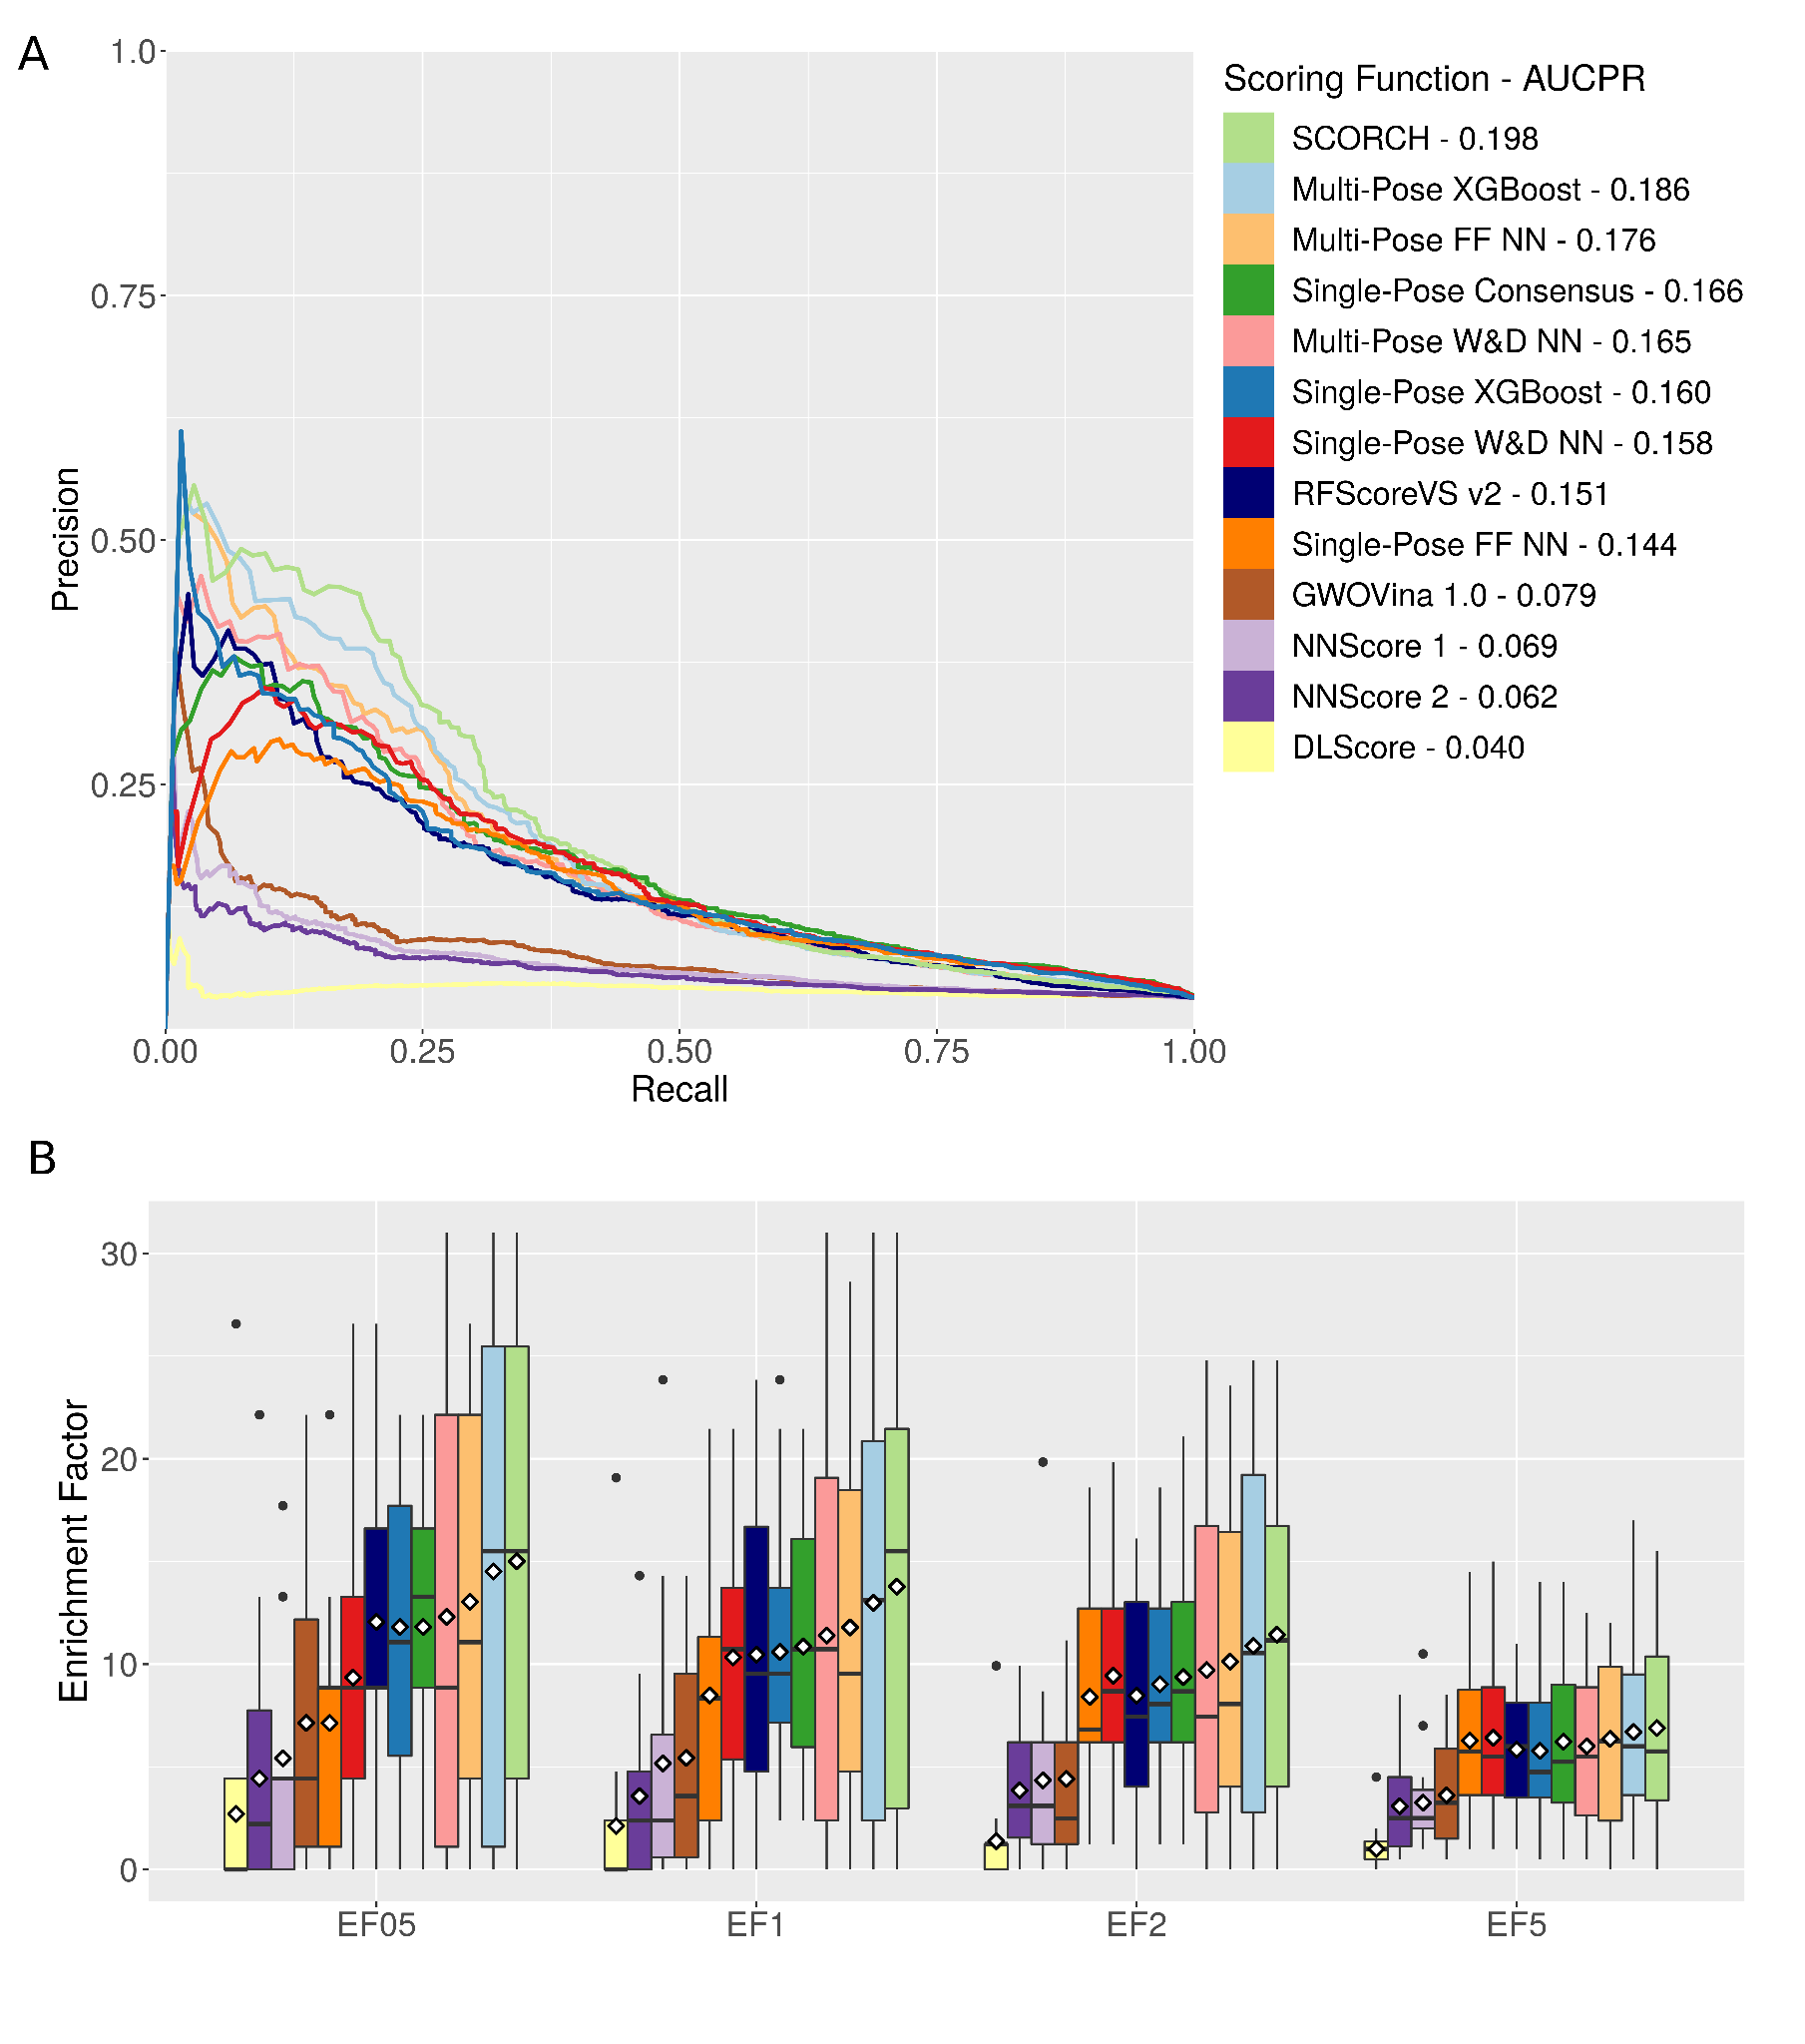 A
1.0
0.75
0.50
0.25
Precision
0.00 0.25 0.50 0.75 1.00
Recall
Scoring Function - AUCPR
SCORCH - 0.198
Multi-Pose XGBoost - 0.186
Multi-Pose FF NN - 0.176
Single-Pose Consensus - 0.166
Multi-Pose W&D NN - 0.165
Single-Pose XGBoost - 0.160
Single-Pose W&D NN - 0.158
RFScoreVS v2 - 0.151
Single-Pose FF NN - 0.144
GWOVina 1.0 - 0.079
NNScore 1 - 0.069
NNScore 2 - 0.062
DLScore - 0.040
B
30
20
10
0
Enrichment Factor
EF05 EF1 EF2 EF5